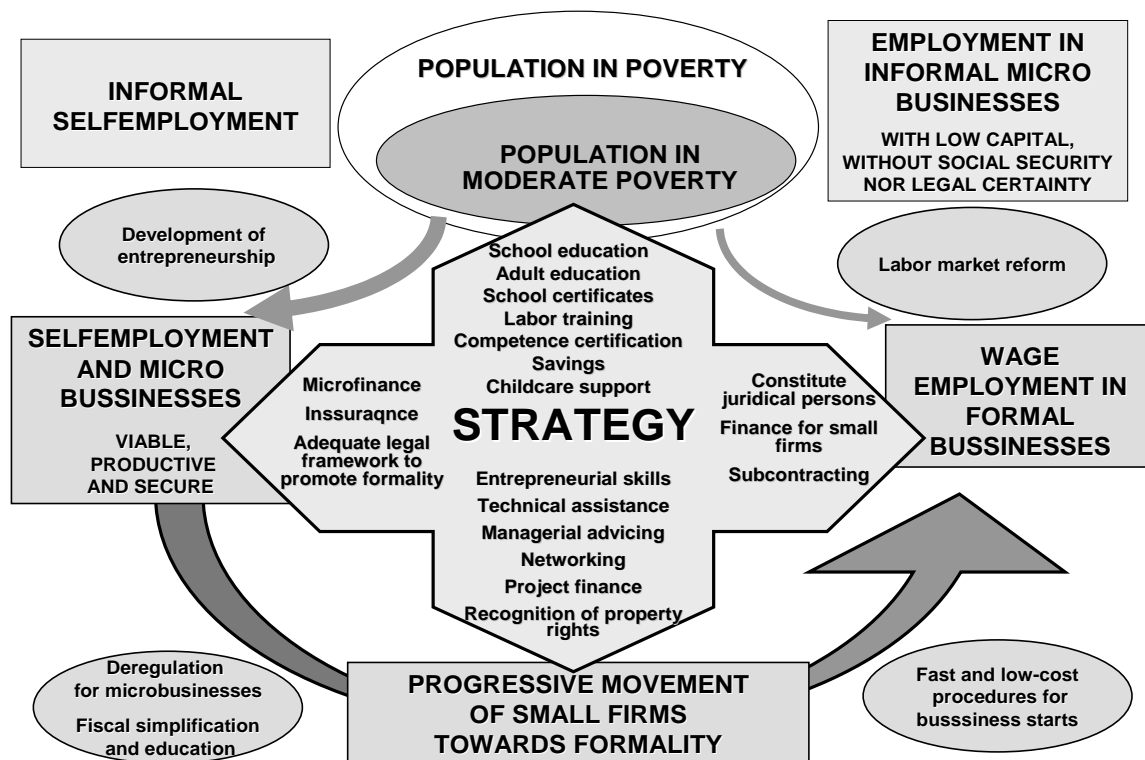 INFORMAL
SELFEMPLOYMENT
POPULATION IN POVERTY
POPULATION IN
MODERATE POVERTY
EMPLOYMENT IN
INFORMAL MICRO
BUSINESSES
WITH LOW CAPITAL,
WITHOUT SOCIAL SECURITY
NOR LEGAL CERTAINTY
Development of
entrepreneurship
Labor market reform
SELFEMPLOYMENT
AND MICRO
BUSSINESSES
VIABLE,
PRODUCTIVE
AND SECURE
School education
Adult education
School certificates
Labor training
Competence certification
Savings
Childcare support
Microfinance
Inssuraqnce
Adequate legal
framework to
promote formality
STRATEGY
Constitute
juridical persons
Finance for small
firms
Subcontracting
WAGE
EMPLOYMENT IN
FORMAL
BUSSINESSES
Entrepreneurial skills
Technical assistance
Managerial advicing
Networking
Project finance
Recognition of property
rights
Deregulation
for microbusinesses
Fiscal simplification
and education
PROGRESSIVE MOVEMENT
OF SMALL FIRMS
TOWARDS FORMALITY
Fast and low-cost
procedures for
busssiness starts